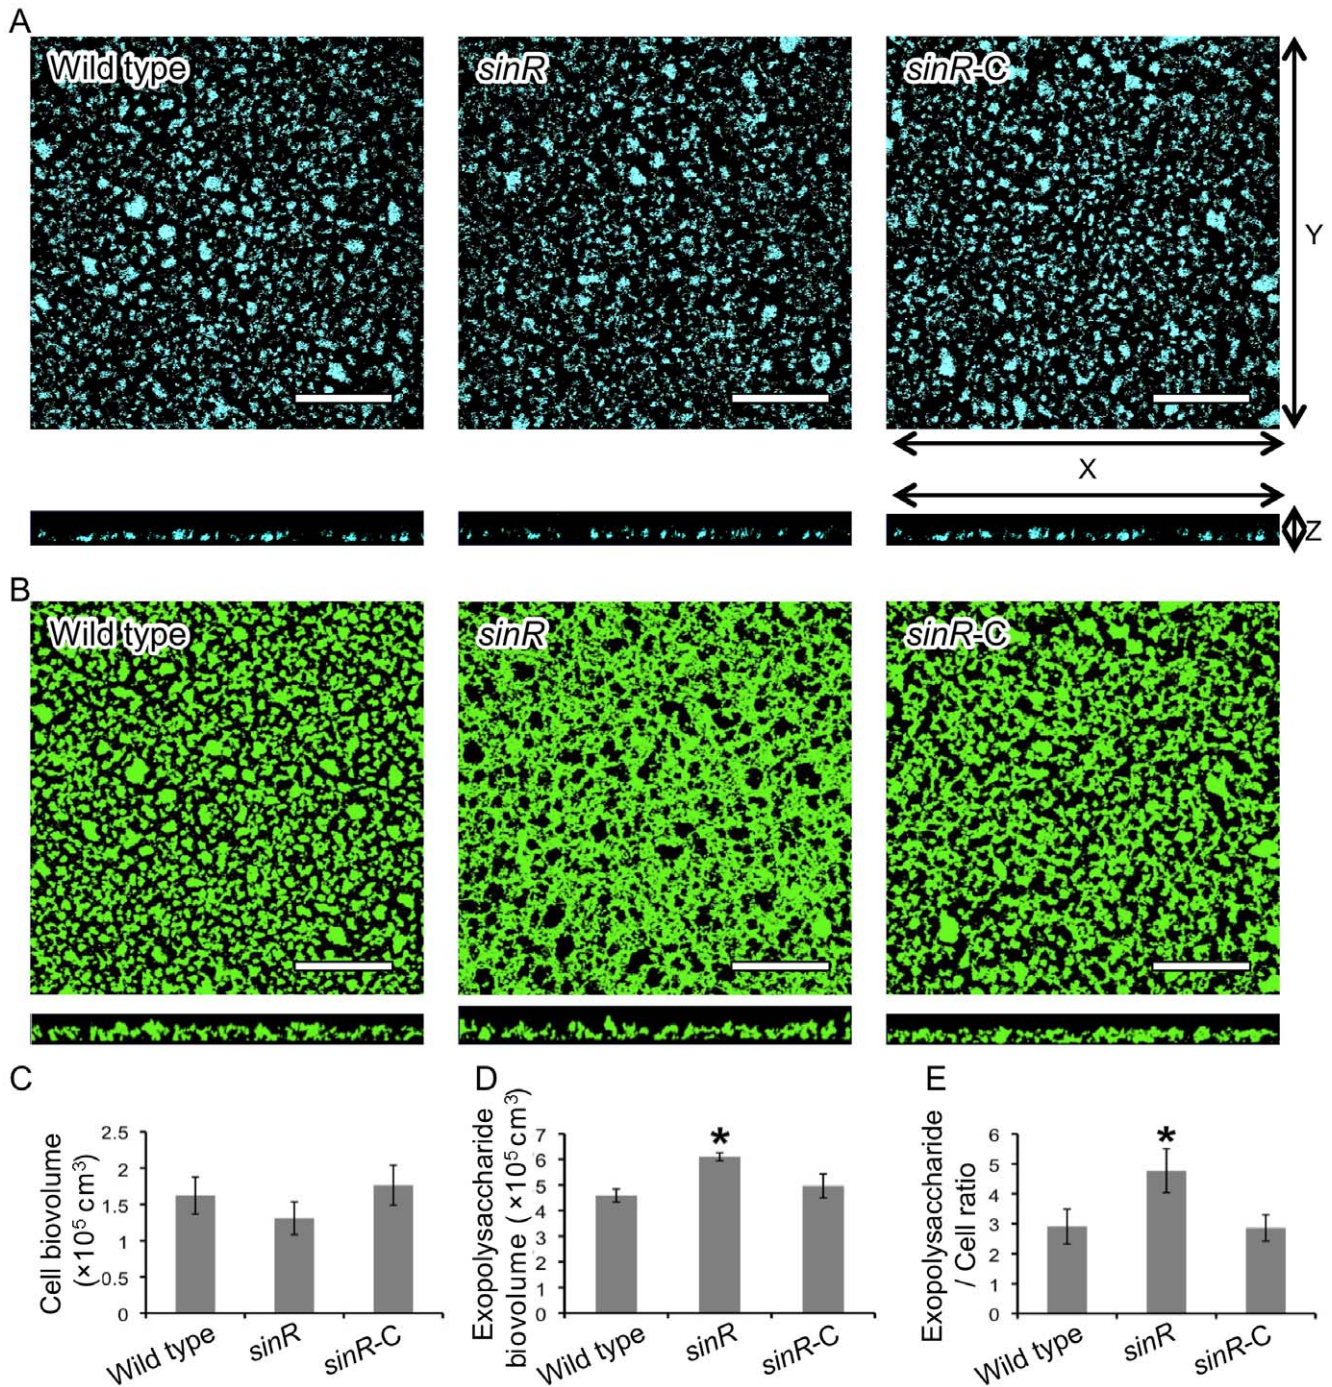 A
Wild type
sinR
sinR-C
Y
X
Z
B
Wild type
sinR
sinR-C
C
Cell biovolume
(×10⁵ cm³)
2.5
2
1.5
1
0.5
0
Wild type
sinR
sinR-C
D
Exopolysaccharide
biovolume (×10⁵ cm³)
7
6
5
4
3
2
1
0
*
Wild type
sinR
sinR-C
E
Exopolysaccharide
/ Cell ratio
6
5
4
3
2
1
0
*
Wild type
sinR
sinR-C